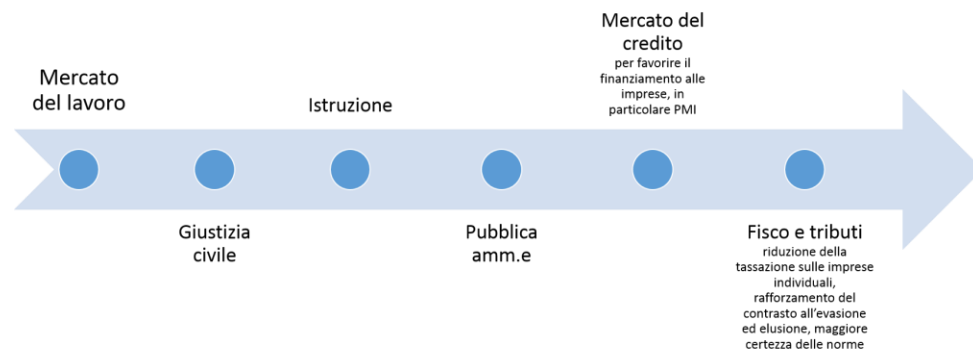 Mercato
del lavoro
Giustizia
civile
Istruzione
Pubblica
amm.e
Mercato del
credito
per favorire il
finanziamento alle
imprese, in
particolare PMI
Fisco e tributi
riduzione della
tassazione sulle imprese
individuali,
rafforzamento del
contrasto all'evasione
ed elusione, maggiore
certezza delle norme